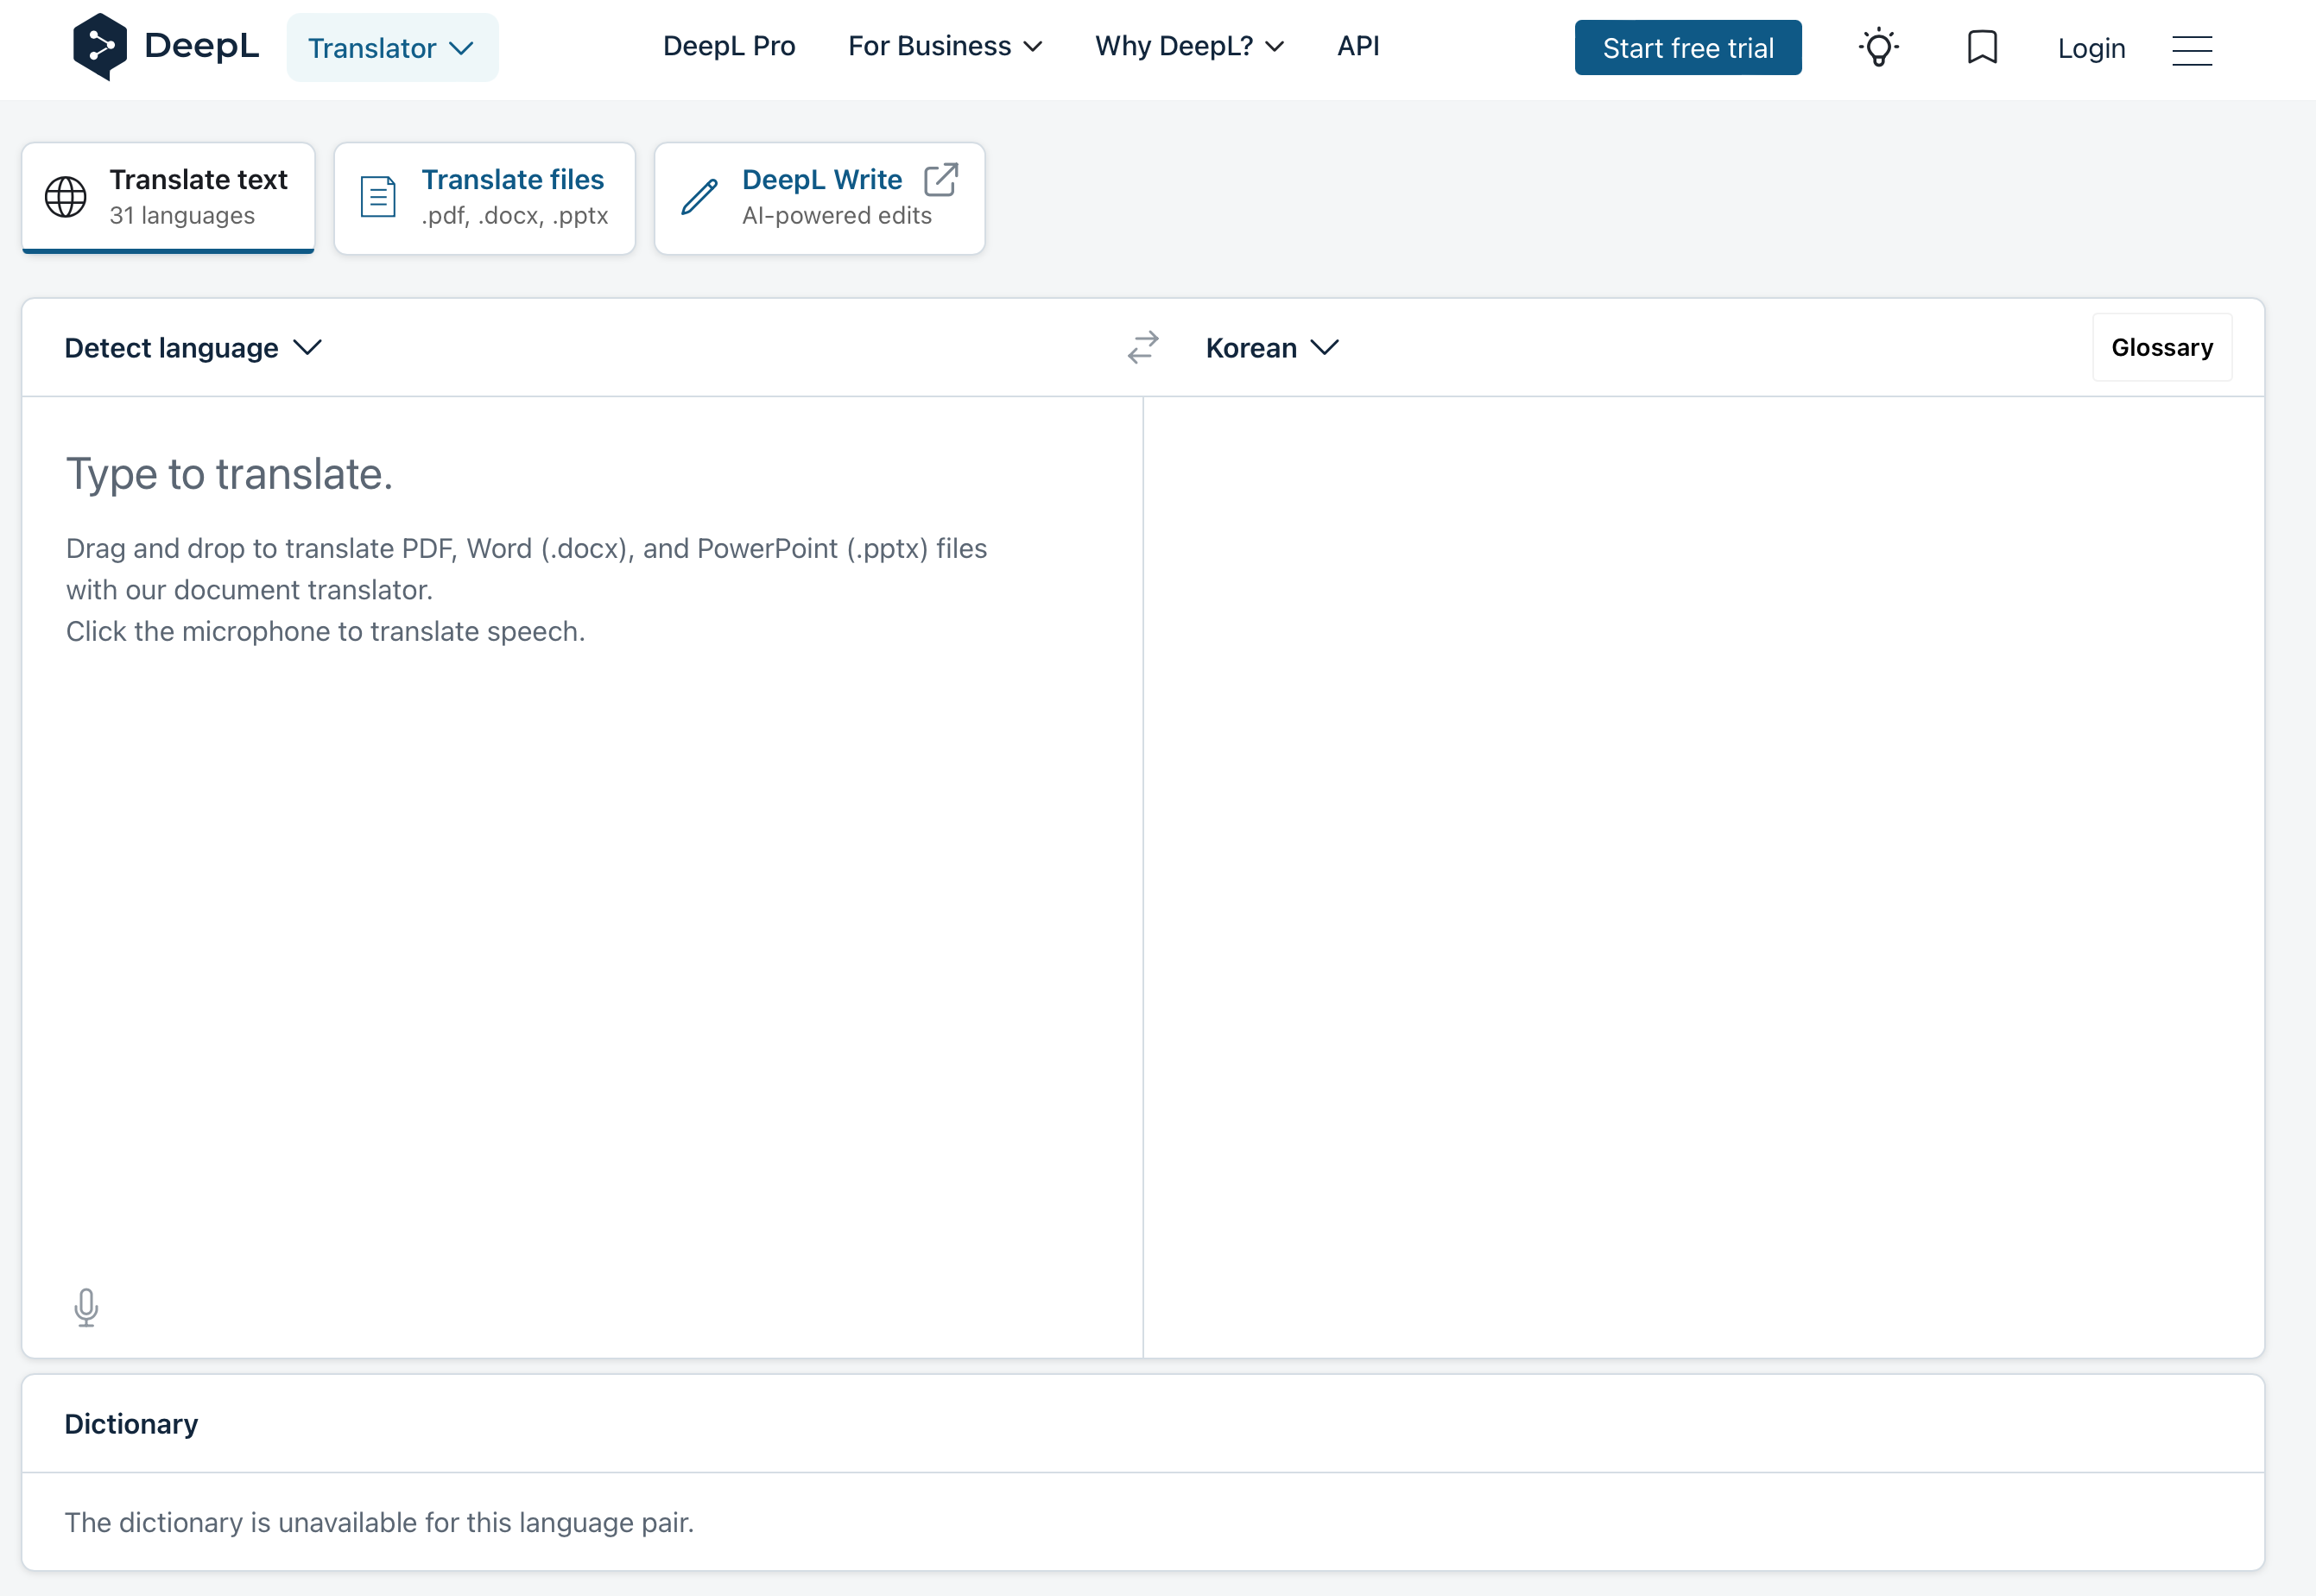 DeepL
Translator
DeepL Pro
For Business
Why DeepL?
API
Start free trial
Login
Translate text
31 languages
Translate files
.pdf, .docx, .pptx
DeepL Write
AI-powered edits
Detect language
Korean
Glossary
Type to translate.
Drag and drop to translate PDF, Word (.docx), and PowerPoint (.pptx) files
with our document translator.
Click the microphone to translate speech.
Dictionary
The dictionary is unavailable for this language pair.